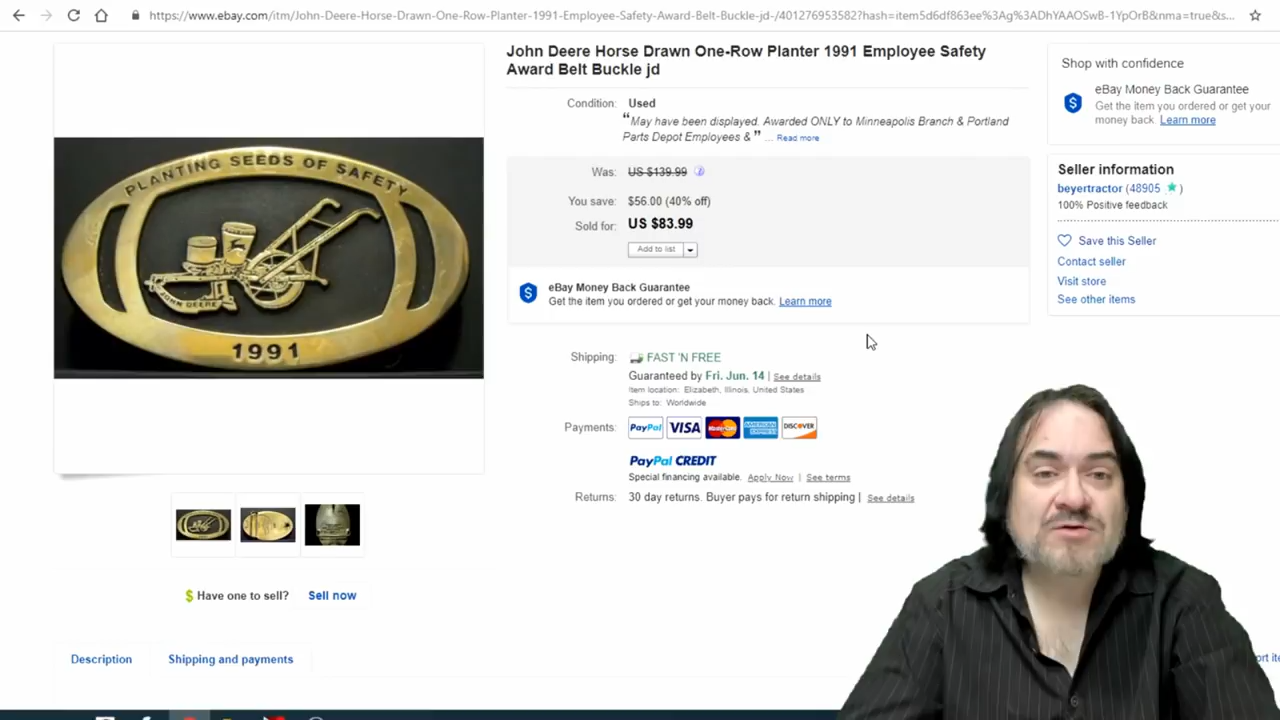 https://www.ebay.com/itm/John-Deere-Horse-Drawn-One-Row-Planter-1991-Employee-Safety-Award-Belt-Buckle-jd-/401276953582?hash=item5d6df863ee%3Ag%3ADhYAAOSwB-1YpOrB&nma=true&s...
John Deere Horse Drawn One-Row Planter 1991 Employee Safety
Award Belt Buckle jd
Condition: Used
“May have been displayed. Awarded ONLY to Minneapolis Branch & Portland
Parts Depot Employees & ” ... Read more
Was: US $139.99
You save: $56.00 (40% off)
Sold for: US $83.99
Add to list
eBay Money Back Guarantee
Get the item you ordered or get your money back. Learn more
Shipping: FAST 'N FREE
Guaranteed by Fri. Jun. 14 | See details
Item location: Elizabeth, Illinois, United States
Ships to: Worldwide
Payments: PayPal VISA MasterCard AMERICAN EXPRESS DISCOVER
PayPal CREDIT
Special financing available. Apply Now | See terms
Returns: 30 day returns. Buyer pays for return shipping | See details
Shop with confidence
eBay Money Back Guarantee
Get the item you ordered or get your
money back. Learn more
Seller information
beyertractor (48905 )
100% Positive feedback
Save this Seller
Contact seller
Visit store
See other items
PLANTING SEEDS OF SAFETY
JOHN DEERE
1991
$ Have one to sell? Sell now
Description
Shipping and payments